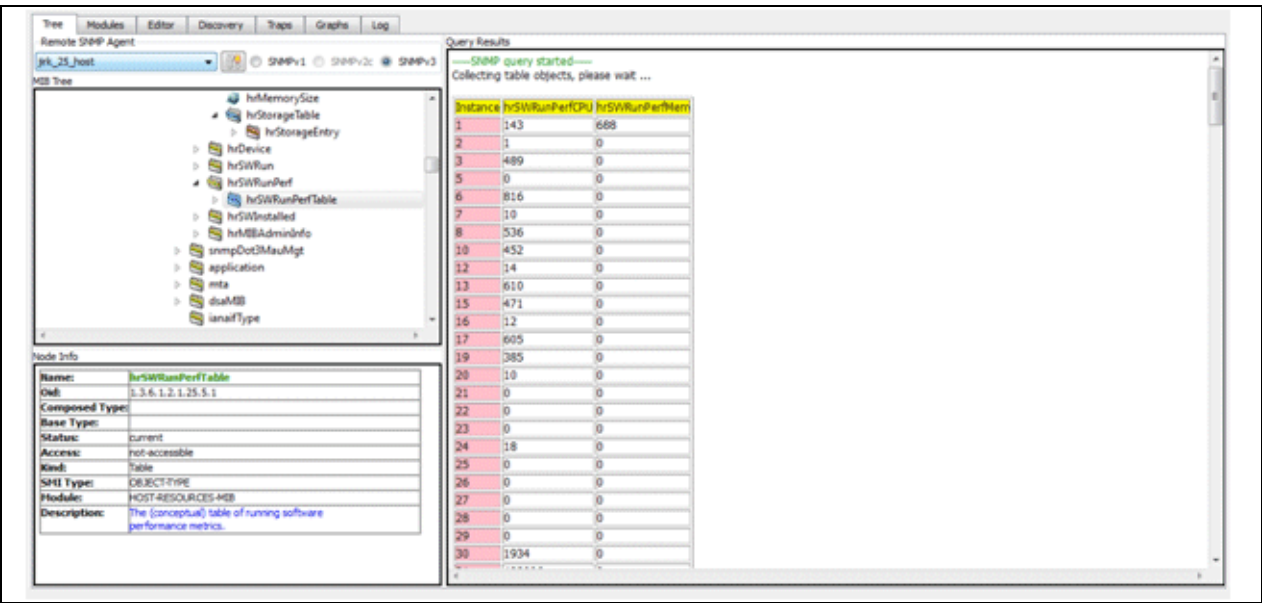 Tree Modules Editor Discovery Traps Graphs Log
Remote SNMP Agent
jrk_25_host SNMPv1 SNMPv2c SNMPv3
MIB Tree
hrMemorySize
hrStorageTable
hrStorageEntry
hrDevice
hrSWRun
hrSWRunPerf
hrSWRunPerfTable
hrSWInstalled
hrMIBAdminInfo
snmpDot3MauMgt
application
mta
dsaMIB
ianaifType
Node Info
Name: hrSWRunPerfTable
Oid: 1.3.6.1.2.1.25.5.1
Composed Type:
Base Type:
Status: current
Access: not-accessible
Kind: Table
SMI Type: OBJECT-TYPE
Module: HOST-RESOURCES-MIB
Description: The (conceptual) table of running software
performance metrics.
Query Results
-----SNMP query started-----
Collecting table objects, please wait ...
Instance hrSWRunPerfCPU hrSWRunPerfMem
1 143 688
2 1 0
3 489 0
5 0 0
6 816 0
7 10 0
8 536 0
10 452 0
12 14 0
13 610 0
15 471 0
16 12 0
17 605 0
19 385 0
20 10 0
21 0 0
22 0 0
23 0 0
24 18 0
25 0 0
26 0 0
27 0 0
28 0 0
29 0 0
30 1934 0